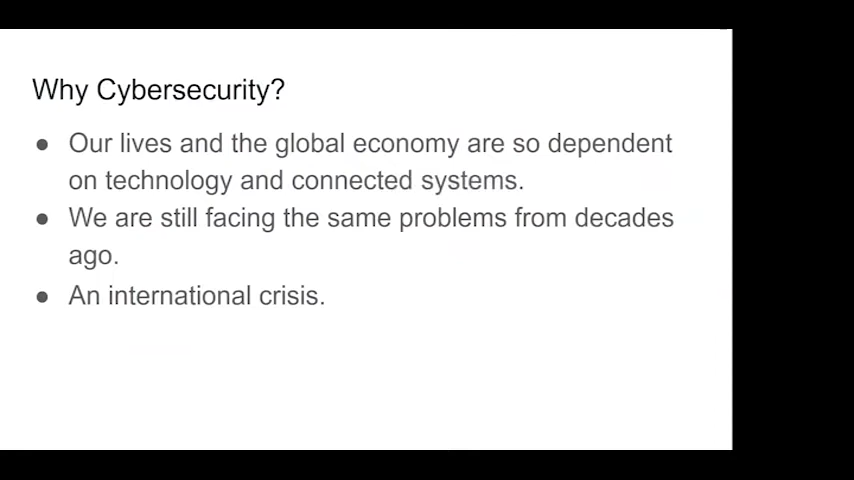 Why Cybersecurity?
● Our lives and the global economy are so dependent
on technology and connected systems.
● We are still facing the same problems from decades
ago.
● An international crisis.